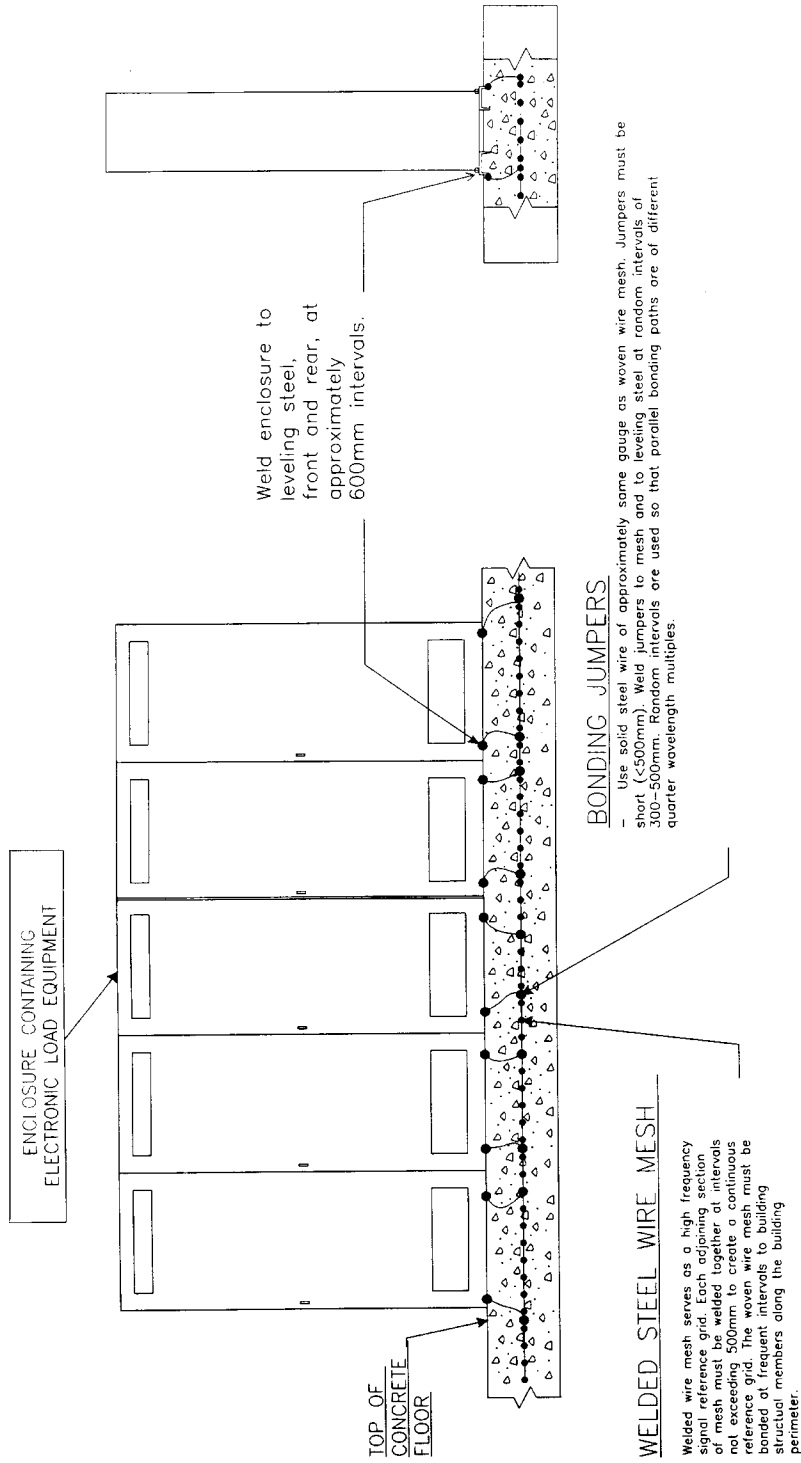 ENCLOSURE CONTAINING
ELECTRONIC LOAD EQUIPMENT
Weld enclosure to
leveling steel,
front and rear, at
approximately
600mm intervals.
TOP OF
CONCRETE
FLOOR
WELDED STEEL WIRE MESH
Welded wire mesh serves as a high frequency
signal reference grid. Each adjoining section
of mesh must be welded together at intervals
not exceeding 500mm to create a continuous
reference grid. The woven wire mesh must be
bonded at frequent intervals to building
structual members along the building
perimeter.
BONDING JUMPERS
– Use solid steel wire of approximately same gauge as woven wire mesh. Jumpers must be
short (<500mm). Weld jumpers to mesh and to leveling steel at random intervals of
300–500mm. Random intervals are used so that parallel bonding paths are of different
quarter wavelength multiples.